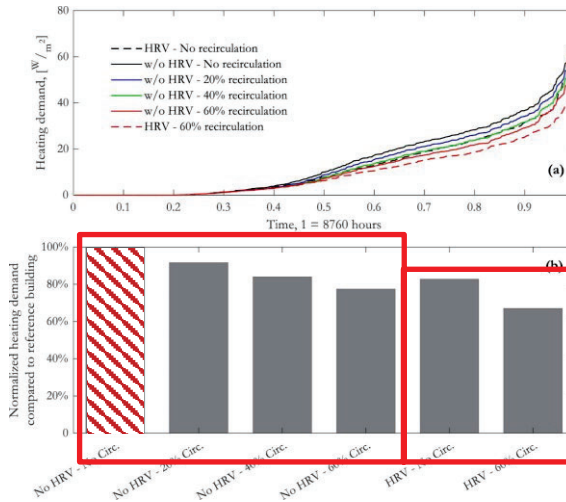 80
60
40
20
0
Heating demand, [W/m²]
HRV - No recirculation
w/o HRV - No recirculation
w/o HRV - 20% recirculation
w/o HRV - 40% recirculation
w/o HRV - 60% recirculation
HRV - 60% recirculation
(a)
0 0.1 0.2 0.3 0.4 0.5 0.6 0.7 0.8 0.9
Time, 1 = 8760 hours
100%
80%
60%
40%
20%
0
Normalized heating demand
compared to reference building
(b)
No HRV - No Circ.
No HRV - 20% Circ.
No HRV - 40% Circ.
No HRV - 60% Circ.
HRV - No Circ.
HRV - 60% Circ.